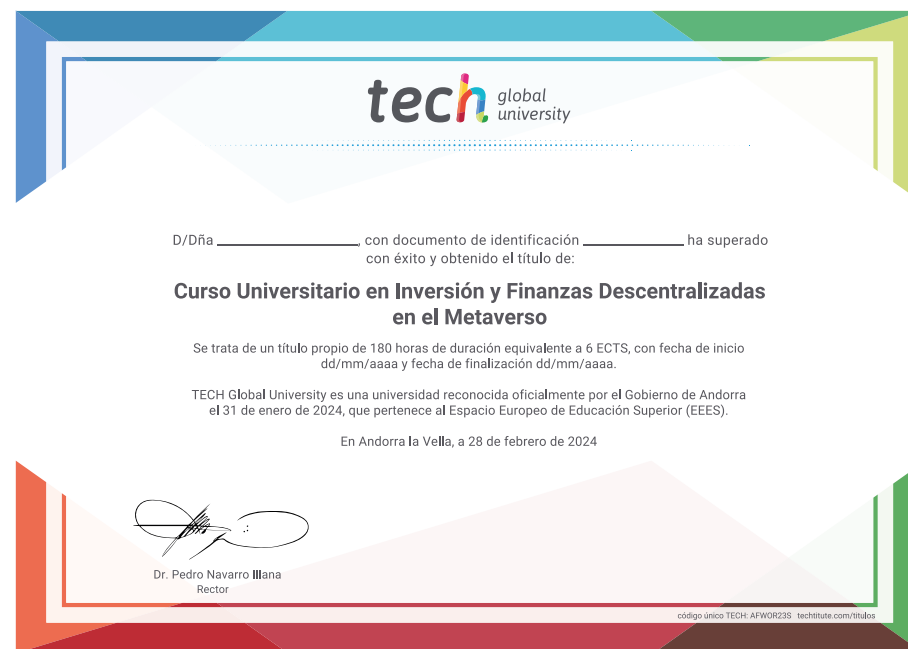 tech global university
D/Dña ____________________, con documento de identificación ______________ ha superado
con éxito y obtenido el título de:
Curso Universitario en Inversión y Finanzas Descentralizadas
en el Metaverso
Se trata de un título propio de 180 horas de duración equivalente a 6 ECTS, con fecha de inicio
dd/mm/aaaa y fecha de finalización dd/mm/aaaa.
TECH Global University es una universidad reconocida oficialmente por el Gobierno de Andorra
el 31 de enero de 2024, que pertenece al Espacio Europeo de Educación Superior (EEES).
En Andorra la Vella, a 28 de febrero de 2024
Dr. Pedro Navarro Illana
Rector
código único TECH: AFWOR23S techtitute.com/titulos